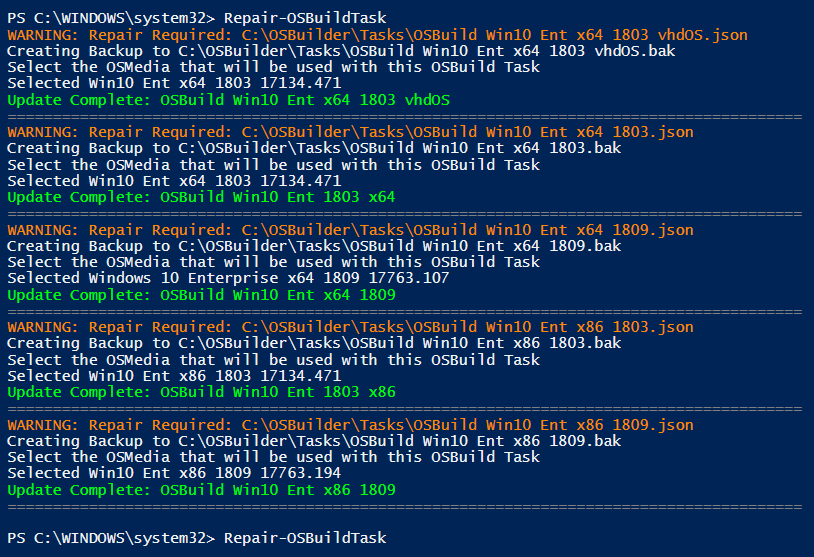 PS C:\WINDOWS\system32> Repair-OSBuildTask
WARNING: Repair Required: C:\OSBuilder\Tasks\OSBuild Win10 Ent x64 1803 vhdOS.json
Creating Backup to C:\OSBuilder\Tasks\OSBuild Win10 Ent x64 1803 vhdOS.bak
Select the OSMedia that will be used with this OSBuild Task
Selected Win10 Ent x64 1803 17134.471
Update Complete: OSBuild Win10 Ent x64 1803 vhdOS
========================================================================================
WARNING: Repair Required: C:\OSBuilder\Tasks\OSBuild Win10 Ent x64 1803.json
Creating Backup to C:\OSBuilder\Tasks\OSBuild Win10 Ent x64 1803.bak
Select the OSMedia that will be used with this OSBuild Task
Selected Win10 Ent x64 1803 17134.471
Update Complete: OSBuild Win10 Ent 1803 x64
========================================================================================
WARNING: Repair Required: C:\OSBuilder\Tasks\OSBuild Win10 Ent x64 1809.json
Creating Backup to C:\OSBuilder\Tasks\OSBuild Win10 Ent x64 1809.bak
Select the OSMedia that will be used with this OSBuild Task
Selected Windows 10 Enterprise x64 1809 17763.107
Update Complete: OSBuild Win10 Ent x64 1809
========================================================================================
WARNING: Repair Required: C:\OSBuilder\Tasks\OSBuild Win10 Ent x86 1803.json
Creating Backup to C:\OSBuilder\Tasks\OSBuild Win10 Ent x86 1803.bak
Select the OSMedia that will be used with this OSBuild Task
Selected Win10 Ent x86 1803 17134.471
Update Complete: OSBuild Win10 Ent 1803 x86
========================================================================================
WARNING: Repair Required: C:\OSBuilder\Tasks\OSBuild Win10 Ent x86 1809.json
Creating Backup to C:\OSBuilder\Tasks\OSBuild Win10 Ent x86 1809.bak
Select the OSMedia that will be used with this OSBuild Task
Selected Win10 Ent x86 1809 17763.194
Update Complete: OSBuild Win10 Ent x86 1809
========================================================================================
PS C:\WINDOWS\system32> Repair-OSBuildTask